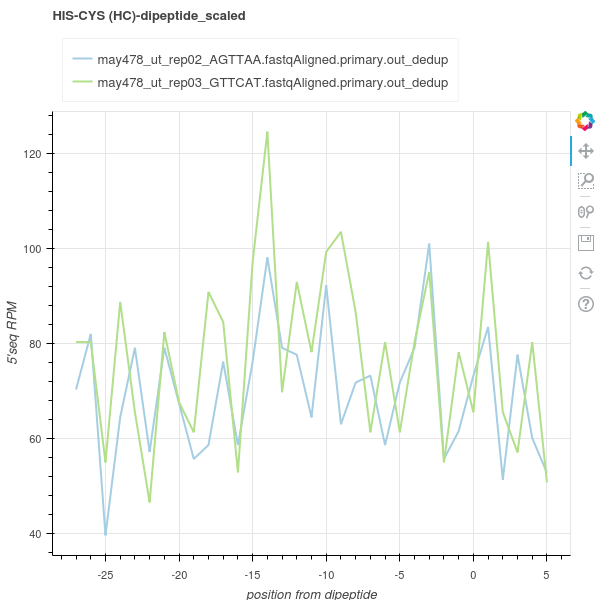 HIS-CYS (HC)-dipeptide_scaled
may478_ut_rep02_AGTTAA.fastqAligned.primary.out_dedup
may478_ut_rep03_GTTCAT.fastqAligned.primary.out_dedup
120
100
80
60
40
5'seq RPM
-25 -20 -15 -10 -5 0 5
position from dipeptide